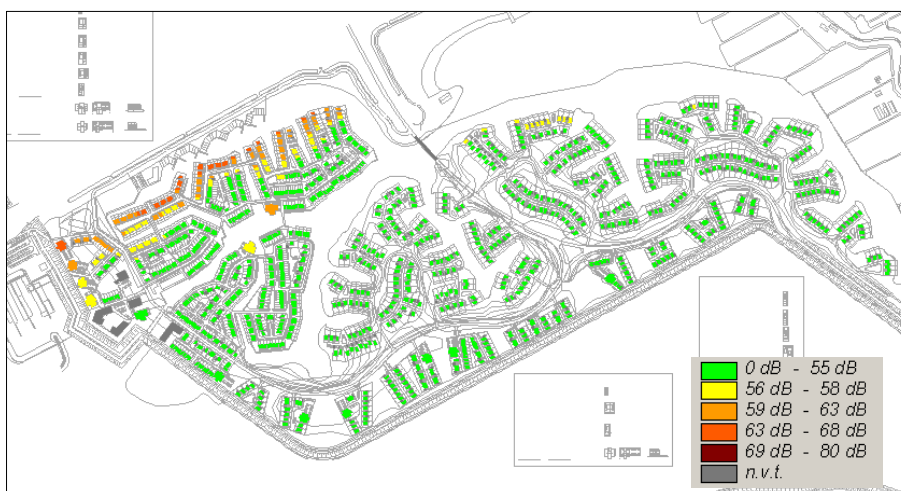 0 dB - 55 dB
56 dB - 58 dB
59 dB - 63 dB
63 dB - 68 dB
69 dB - 80 dB
n.v.t.